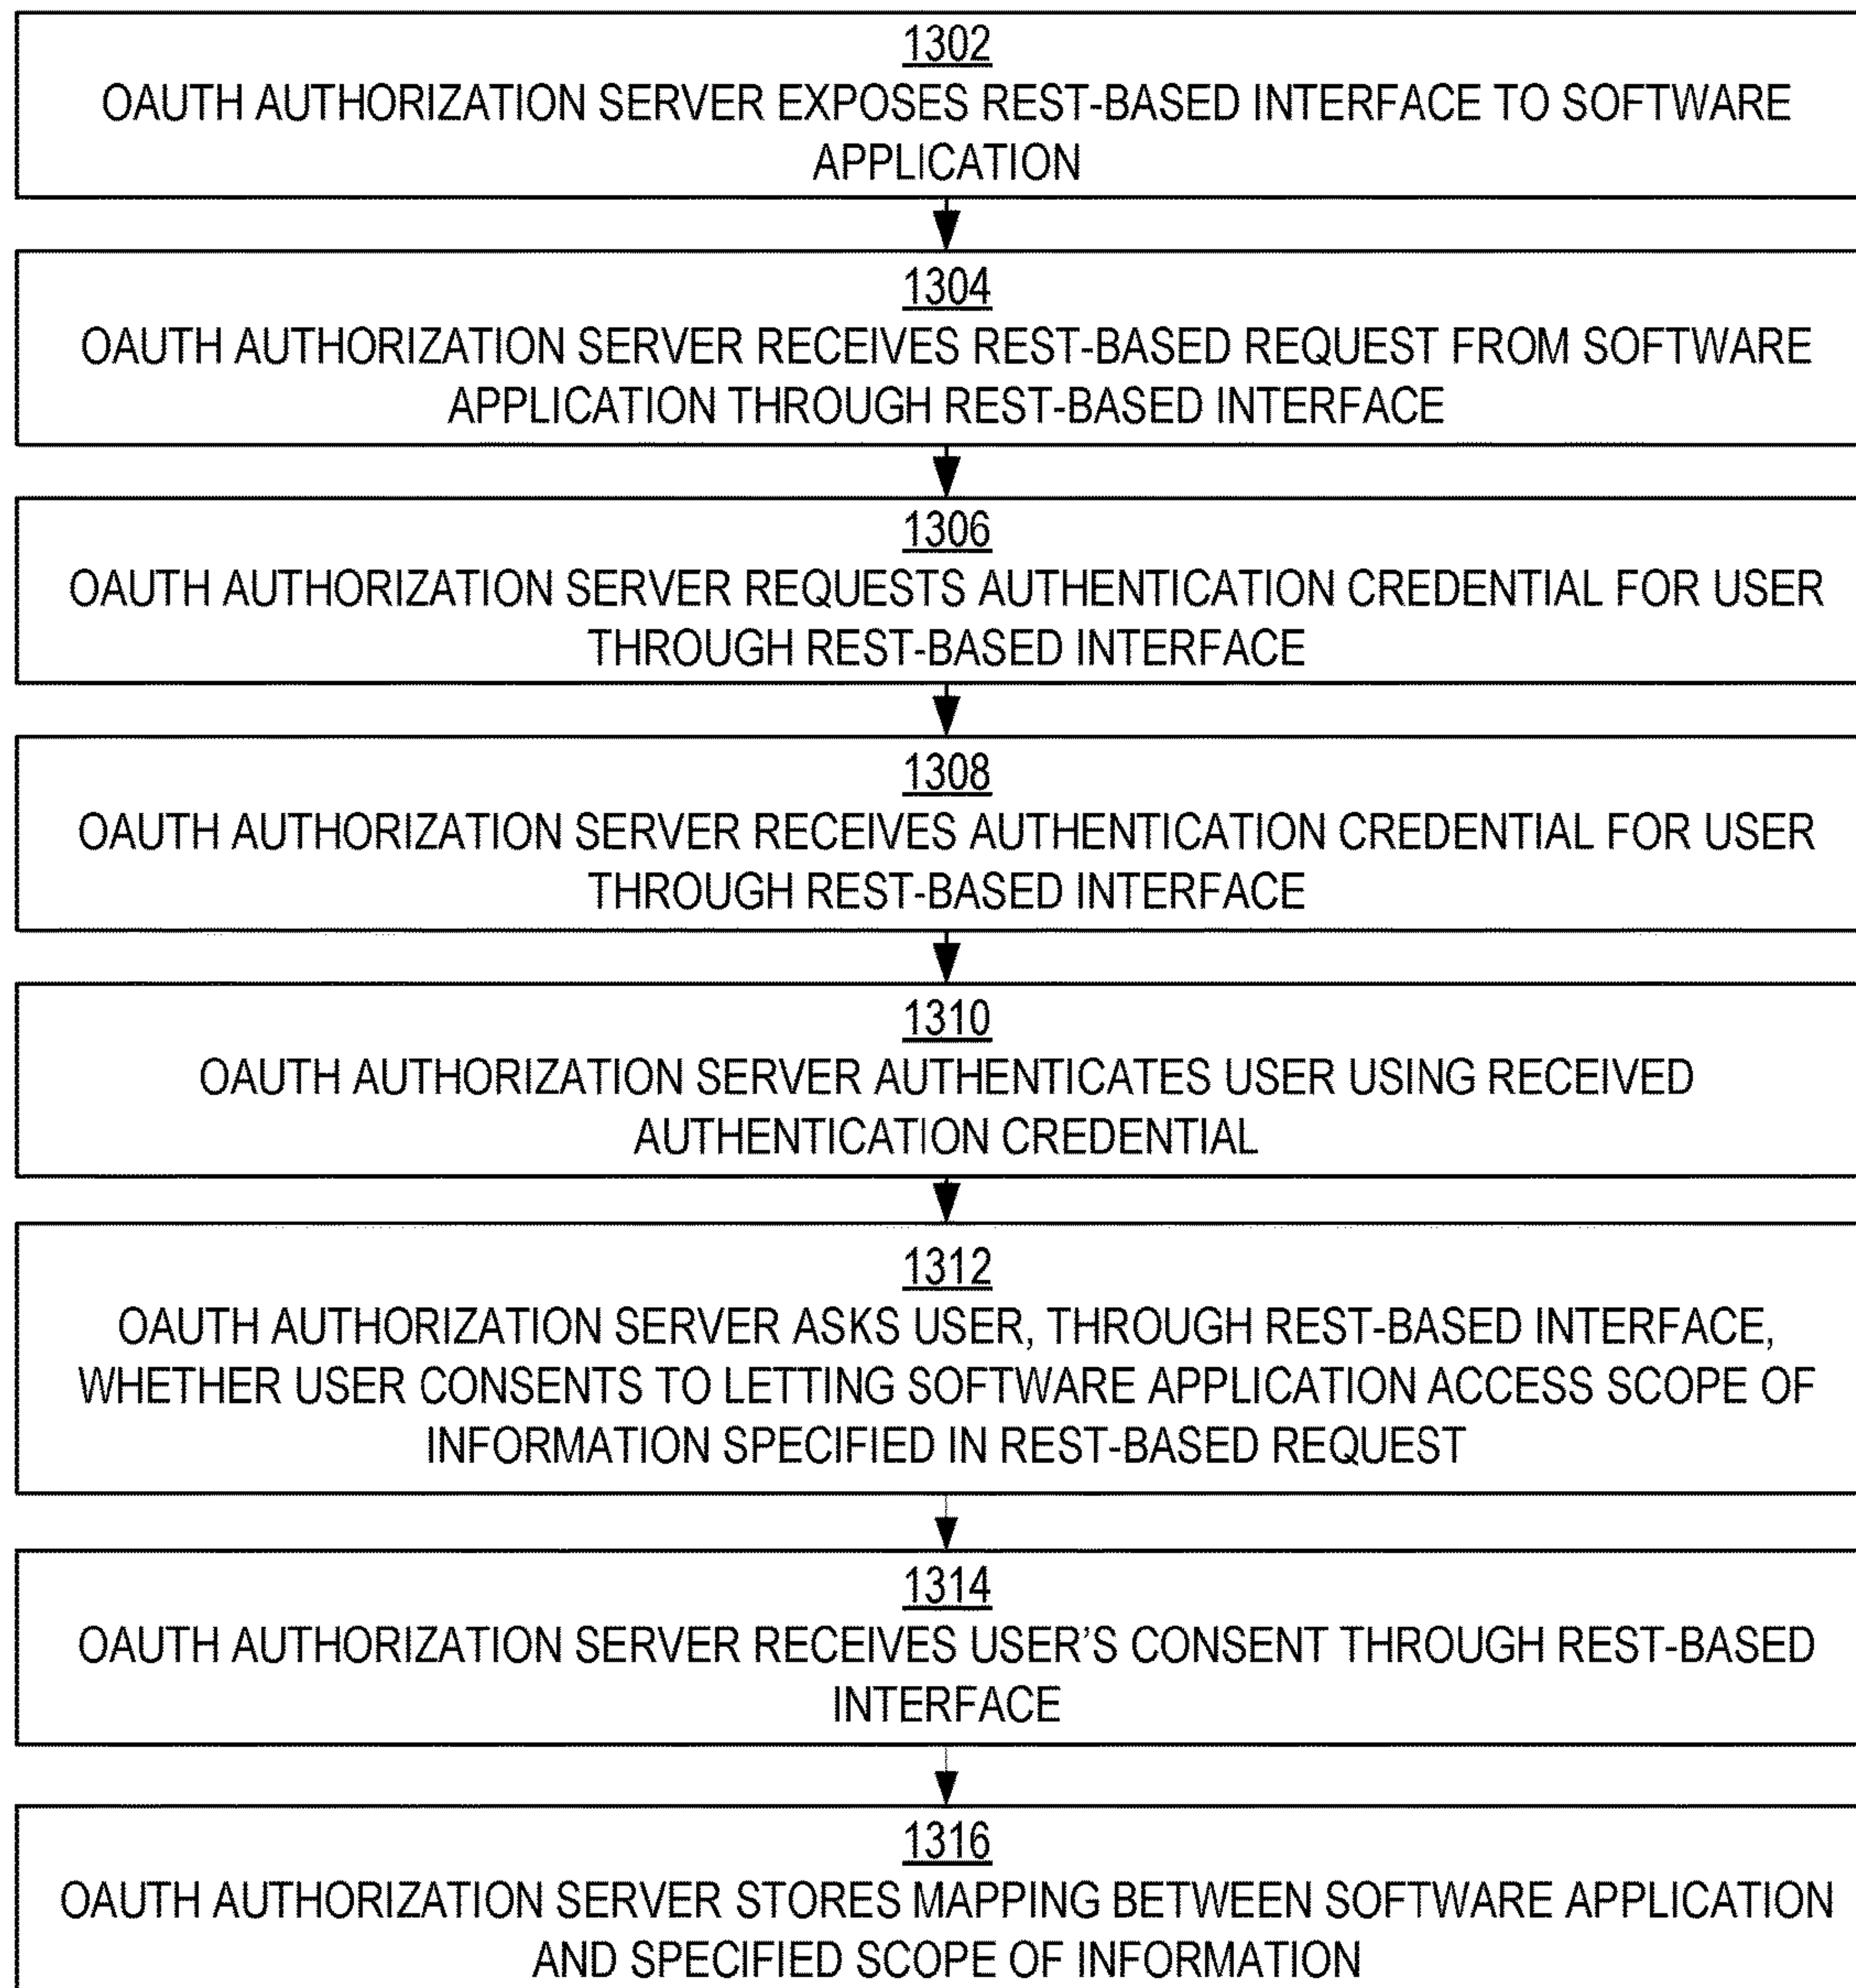 1302
OAUTH AUTHORIZATION SERVER EXPOSES REST-BASED INTERFACE TO SOFTWARE
APPLICATION
1304
OAUTH AUTHORIZATION SERVER RECEIVES REST-BASED REQUEST FROM SOFTWARE
APPLICATION THROUGH REST-BASED INTERFACE
1306
OAUTH AUTHORIZATION SERVER REQUESTS AUTHENTICATION CREDENTIAL FOR USER
THROUGH REST-BASED INTERFACE
1308
OAUTH AUTHORIZATION SERVER RECEIVES AUTHENTICATION CREDENTIAL FOR USER
THROUGH REST-BASED INTERFACE
1310
OAUTH AUTHORIZATION SERVER AUTHENTICATES USER USING RECEIVED
AUTHENTICATION CREDENTIAL
1312
OAUTH AUTHORIZATION SERVER ASKS USER, THROUGH REST-BASED INTERFACE,
WHETHER USER CONSENTS TO LETTING SOFTWARE APPLICATION ACCESS SCOPE OF
INFORMATION SPECIFIED IN REST-BASED REQUEST
1314
OAUTH AUTHORIZATION SERVER RECEIVES USER'S CONSENT THROUGH REST-BASED
INTERFACE
1316
OAUTH AUTHORIZATION SERVER STORES MAPPING BETWEEN SOFTWARE APPLICATION
AND SPECIFIED SCOPE OF INFORMATION